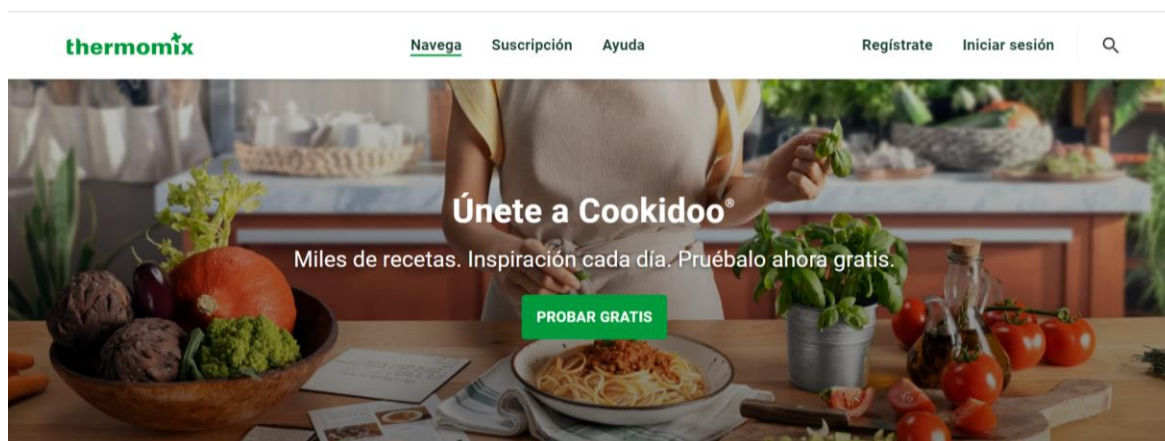 thermomix
Navega Suscripción Ayuda Regístrate Iniciar sesión
Únete a Cookidoo®
Miles de recetas. Inspiración cada día. Pruébalo ahora gratis.
PROBAR GRATIS